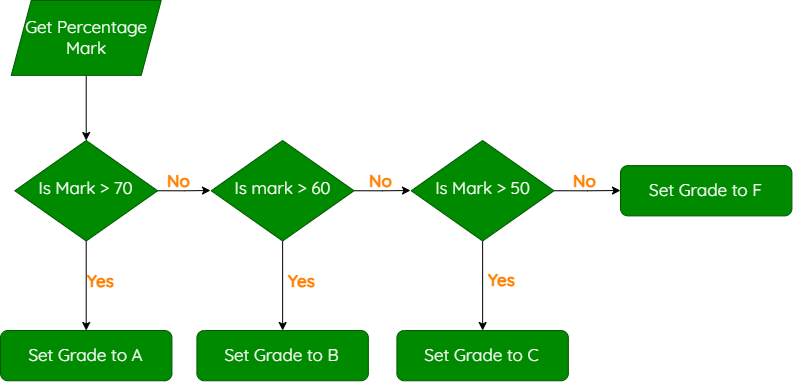 Get Percentage
Mark
Is Mark > 70
No
Is mark > 60
No
Is Mark > 50
No
Set Grade to F
Yes
Yes
Yes
Set Grade to A
Set Grade to B
Set Grade to C